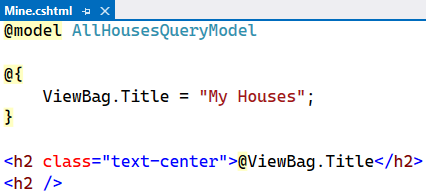 Mine.cshtml
@model AllHousesQueryModel
@{
ViewBag.Title = "My Houses";
}
<h2 class="text-center">@ViewBag.Title</h2>
<h2 />